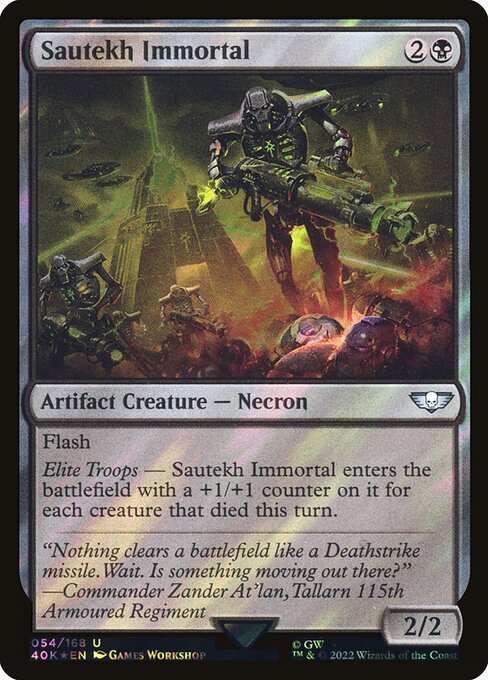 Sautekh Immortal 2
Artifact Creature — Necron
Flash
Elite Troops — Sautekh Immortal enters the
battlefield with a +1/+1 counter on it for
each creature that died this turn.
“Nothing clears a battlefield like a Deathstrike
missile. Wait. Is something moving out there?”
—Commander Zander At’lan, Tallarn 115th
Armoured Regiment
2/2
054/168 U
40K★EN Games Workshop
© GW
™ & © 2022 Wizards of the Coast